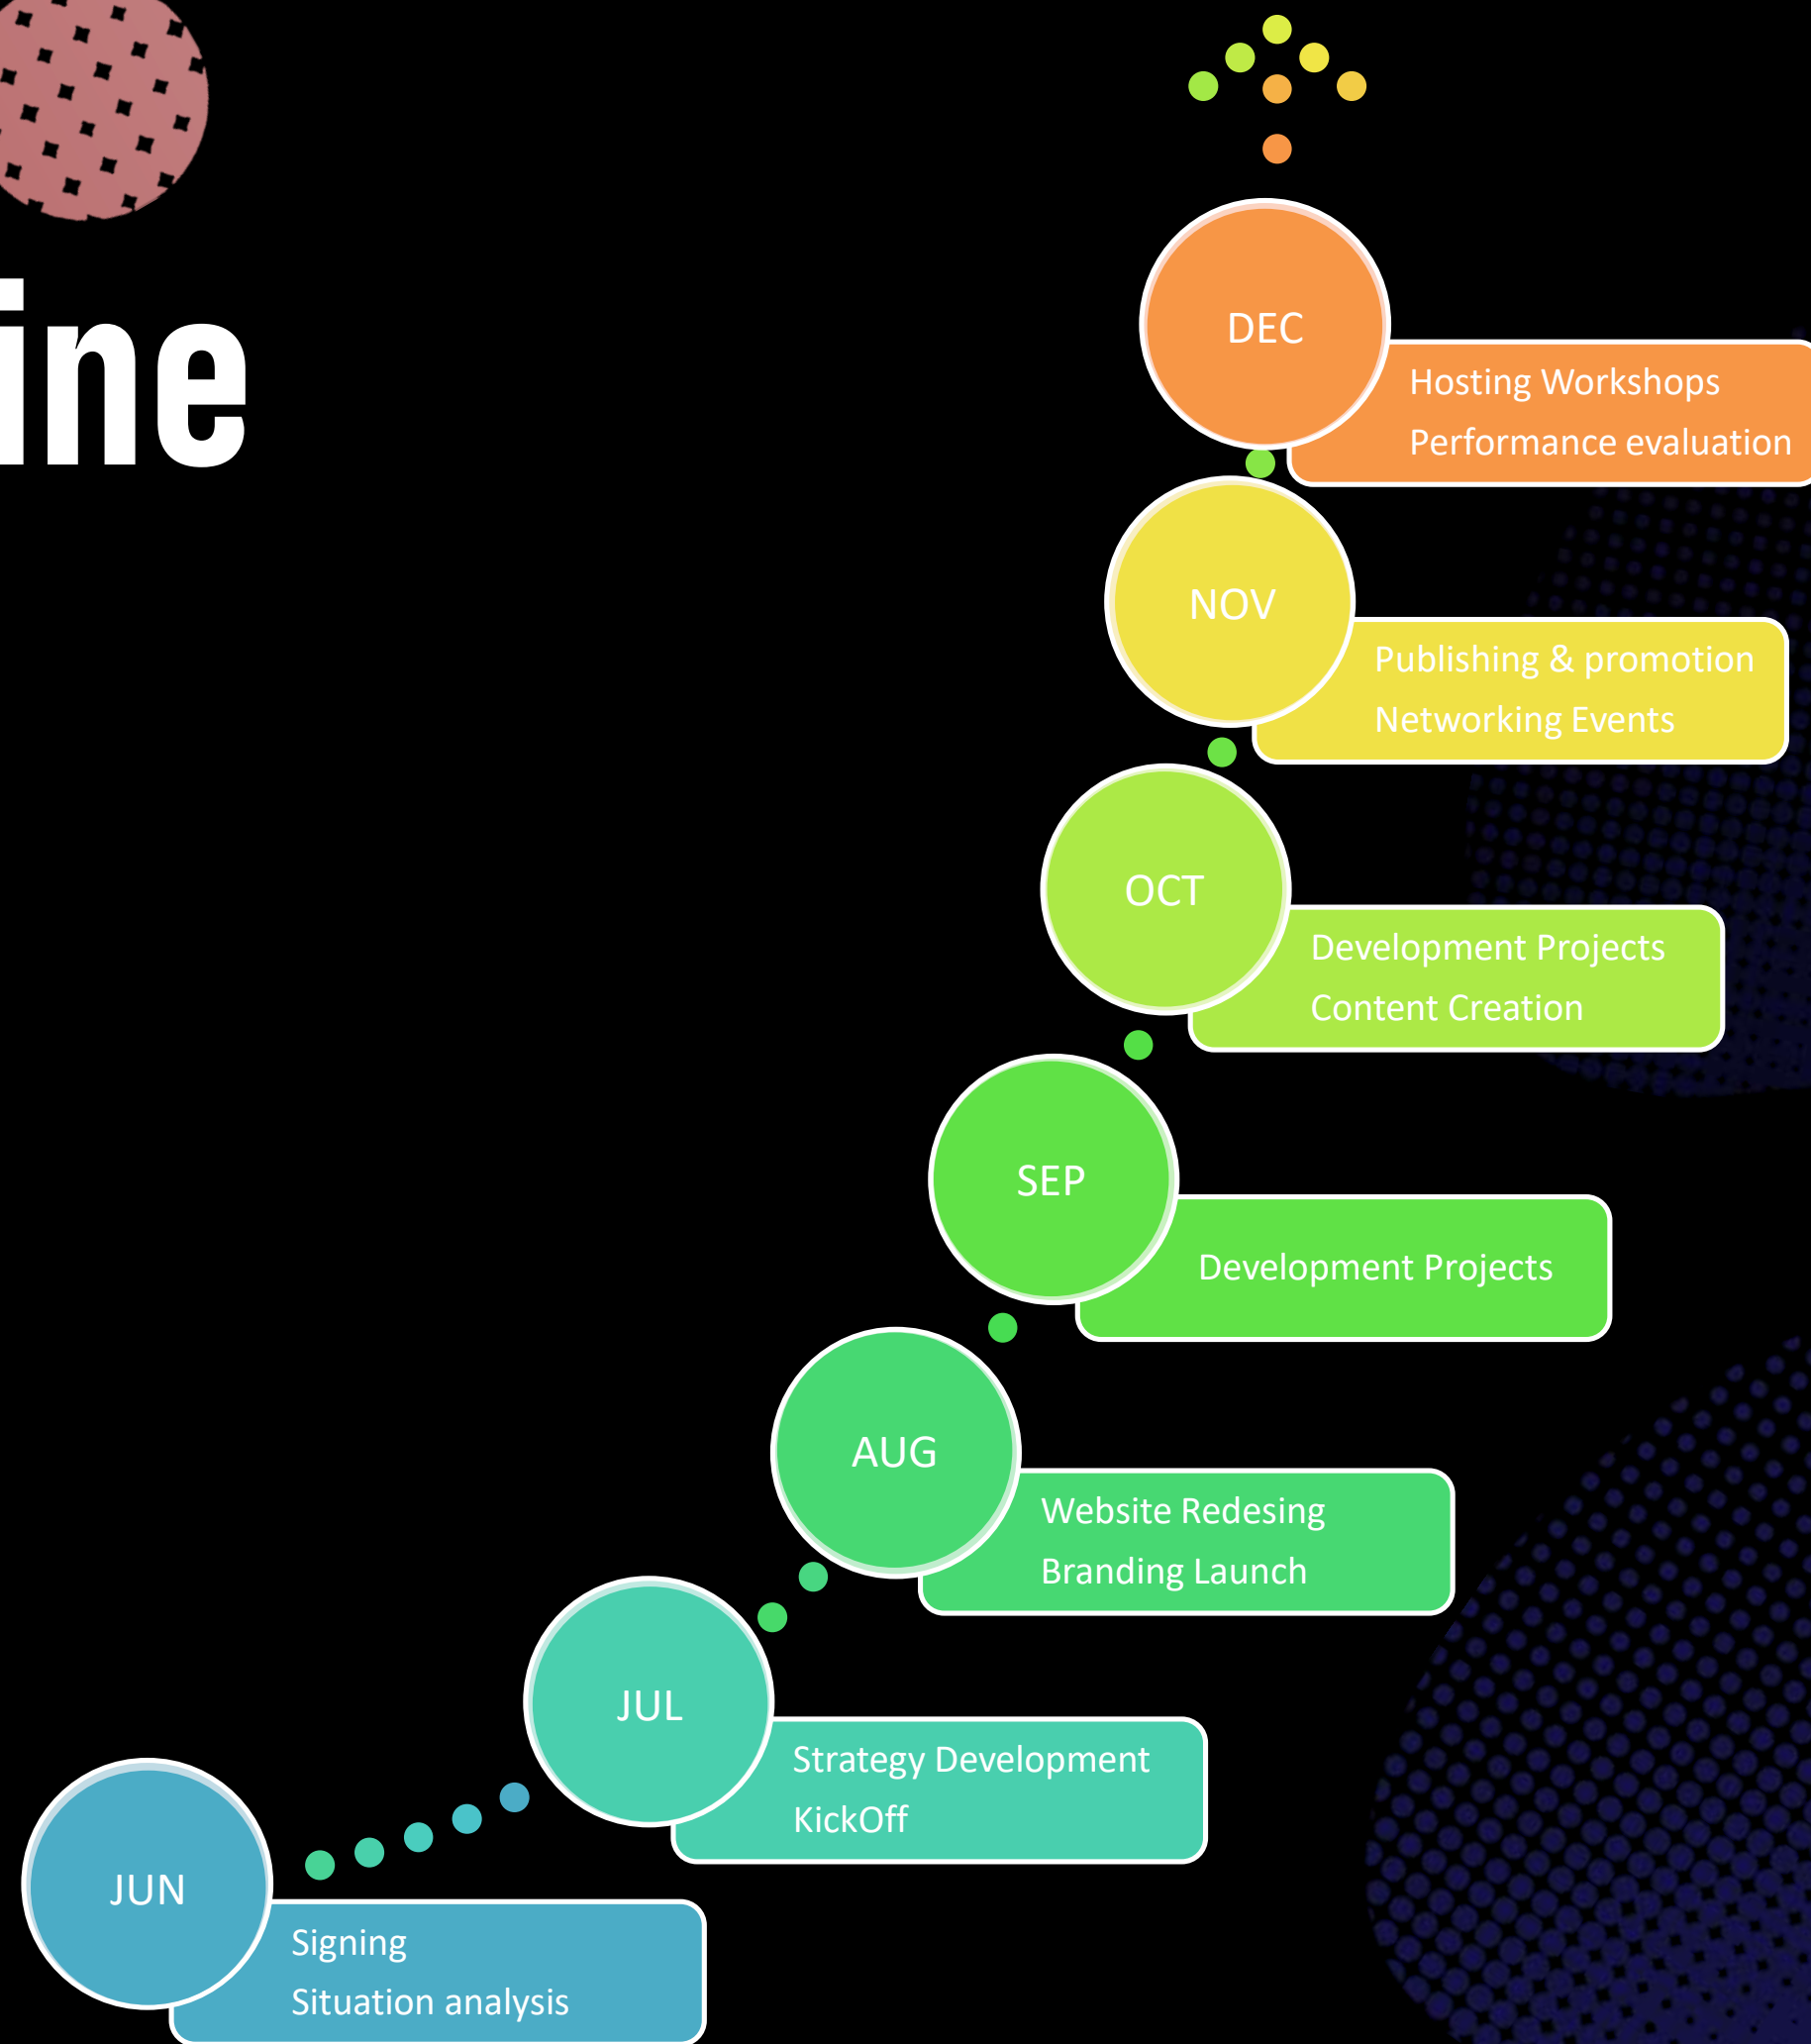 ine
DEC
Hosting Workshops
Performance evaluation
NOV
Publishing & promotion
Networking Events
OCT
Development Projects
Content Creation
SEP
Development Projects
AUG
Website Redesing
Branding Launch
JUL
Strategy Development
KickOff
JUN
Signing
Situation analysis